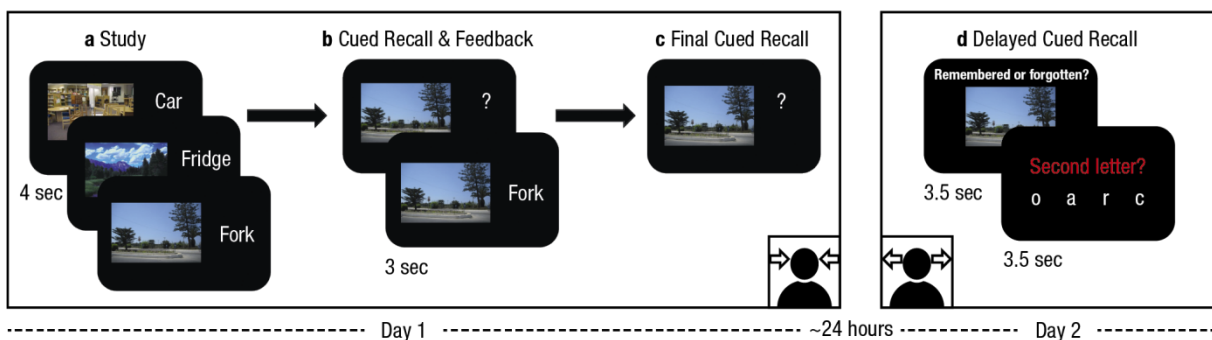 a Study
Car
Fridge
Fork
4 sec
b Cued Recall & Feedback
?
Fork
3 sec
c Final Cued Recall
?
d Delayed Cued Recall
Remembered or forgotten?
Second letter?
o a r c
3.5 sec
3.5 sec
Day 1
~24 hours
Day 2